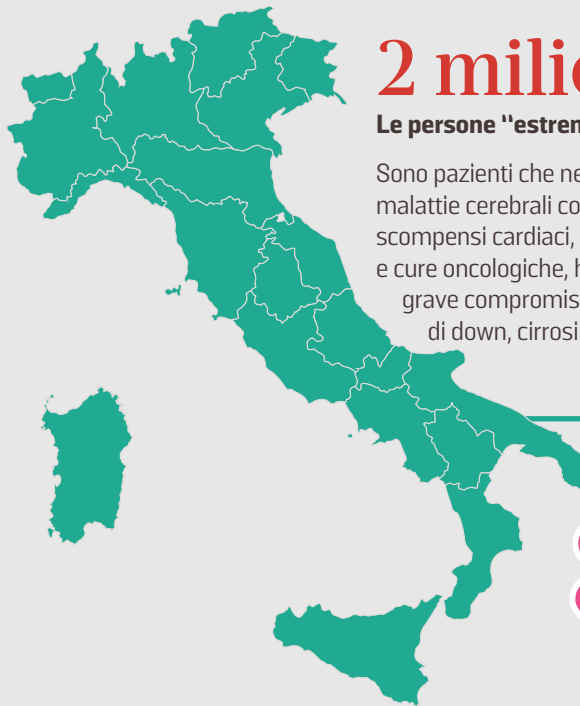 2 milio
Le persone "estren
Sono pazienti che ne
malattie cerebrali co
scompensi cardiaci,
e cure oncologiche, h
grave compromis
di down, cirrosi